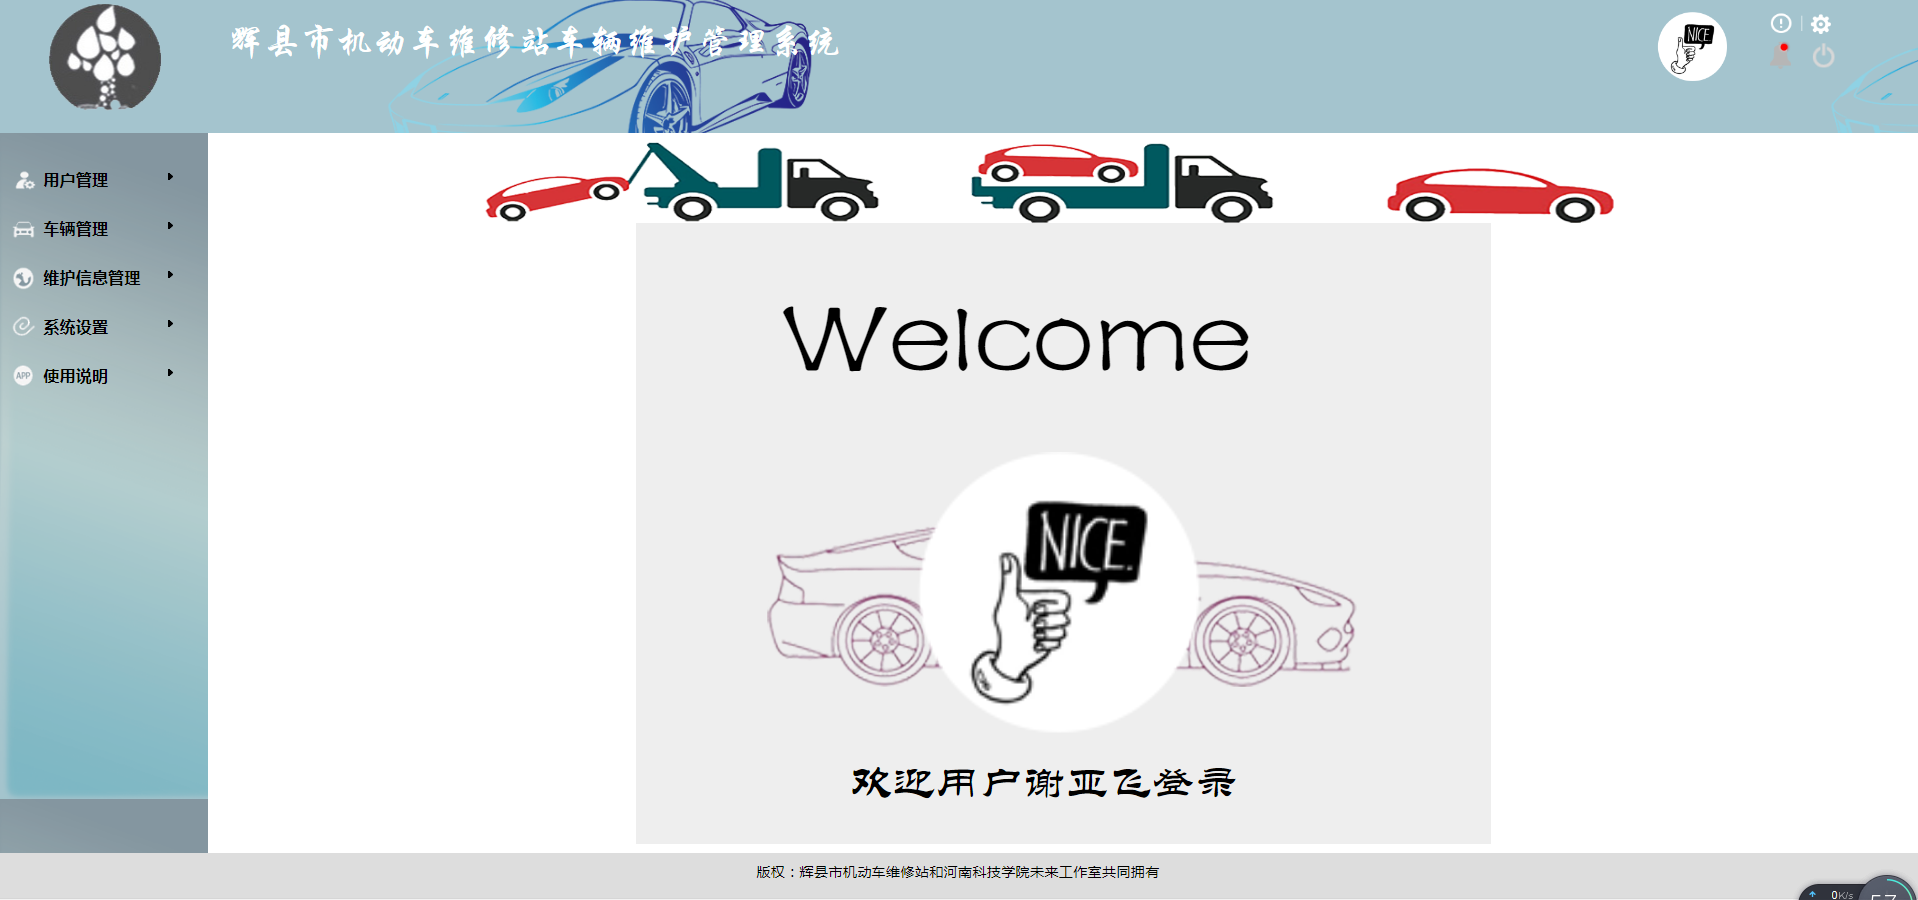 辉县市机动车维修站车辆维护管理系统
NICE
用户管理
车辆管理
维护信息管理
系统设置
APP 使用说明
Welcome
NICE.
欢迎用户谢亚飞登录
版权：辉县市机动车维修站和河南科技学院未来工作室共同拥有
0K/s